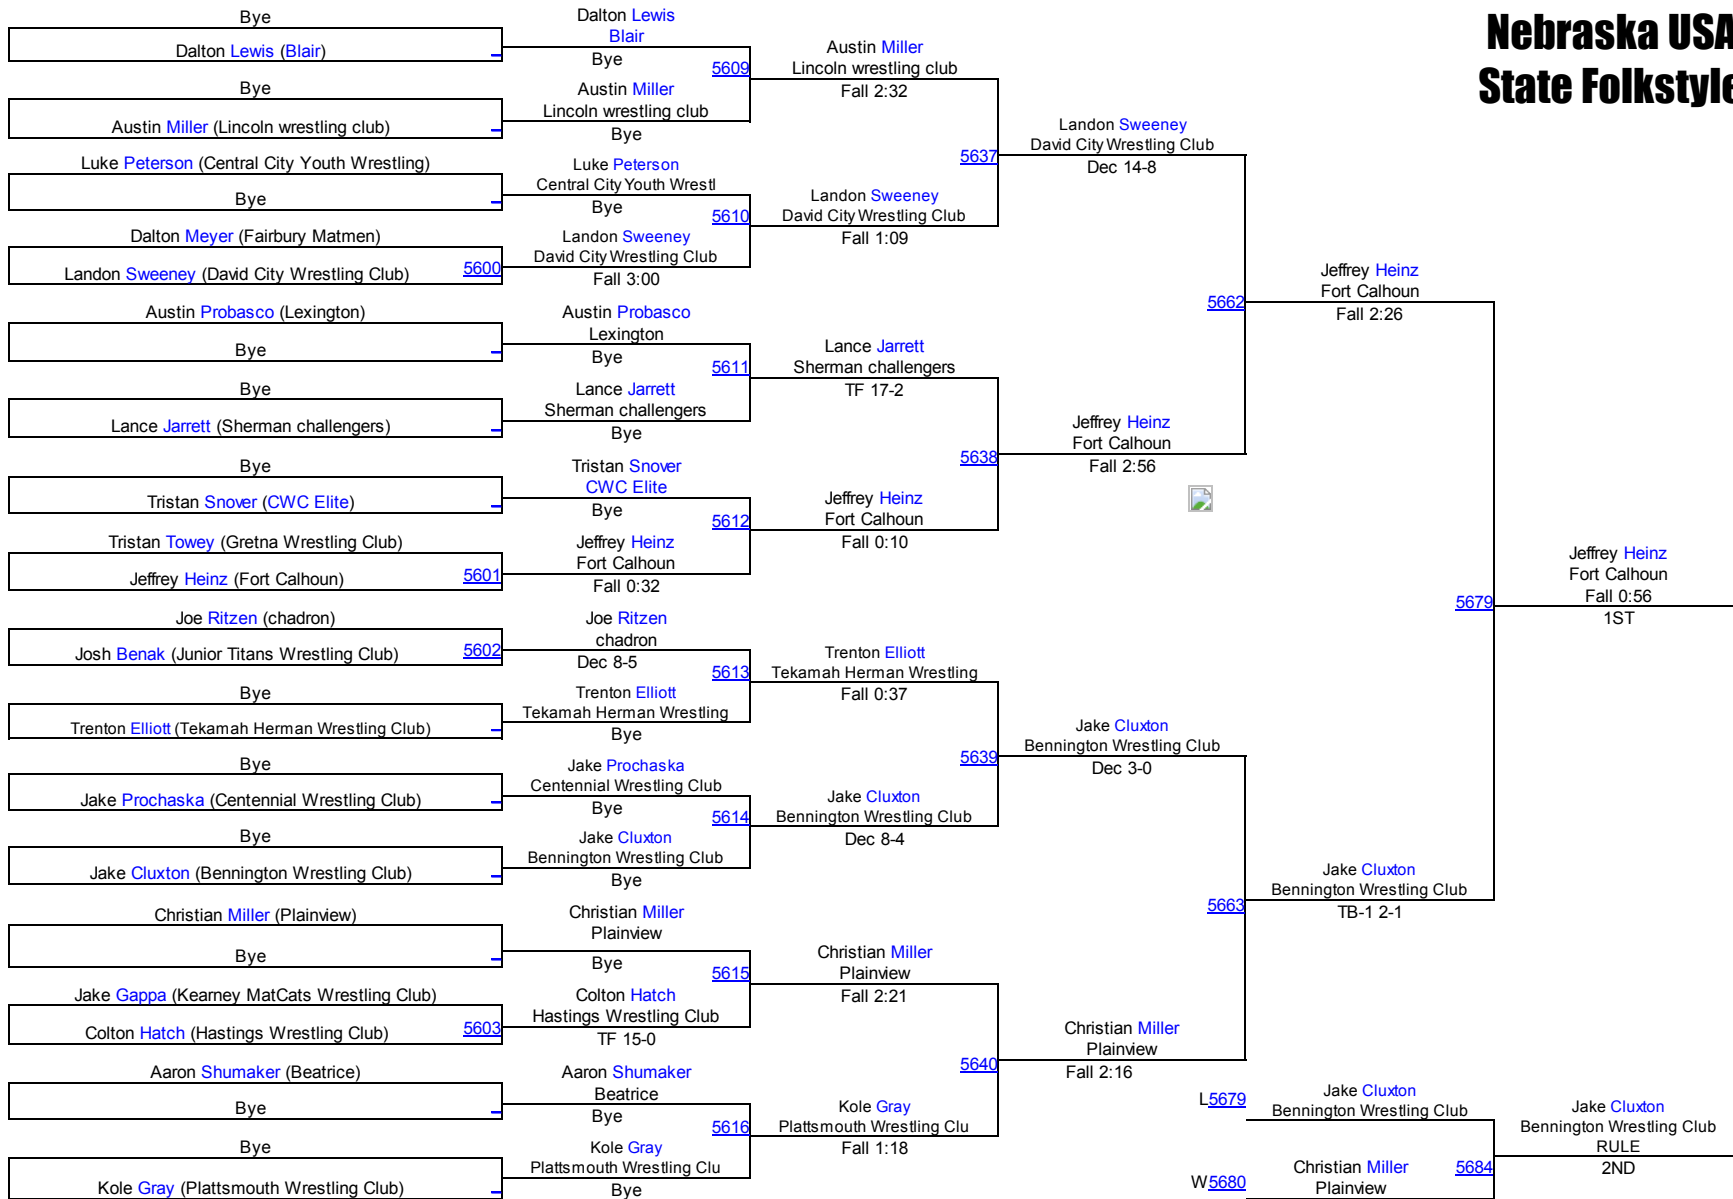 Nebraska USA
State Folkstyle
Bye
Dalton Lewis (Blair)
Bye
Austin Miller (Lincoln wrestling club)
Luke Peterson (Central City Youth Wrestling)
Bye
Dalton Meyer (Fairbury Matmen)
Landon Sweeney (David City Wrestling Club) 5600
Austin Probasco (Lexington)
Bye
Bye
Lance Jarrett (Sherman challengers)
Bye
Tristan Snover (CWC Elite)
Tristan Towey (Gretna Wrestling Club)
Jeffrey Heinz (Fort Calhoun) 5601
Joe Ritzen (chadron)
Josh Benak (Junior Titans Wrestling Club) 5602
Bye
Trenton Elliott (Tekamah Herman Wrestling Club)
Bye
Jake Prochaska (Centennial Wrestling Club)
Bye
Jake Cluxton (Bennington Wrestling Club)
Christian Miller (Plainview)
Bye
Jake Gappa (Kearney MatCats Wrestling Club)
Colton Hatch (Hastings Wrestling Club) 5603
Aaron Shumaker (Beatrice)
Bye
Bye
Kole Gray (Plattsmouth Wrestling Club)
Dalton Lewis
Blair
Bye
5609
Austin Miller
Lincoln wrestling club
Bye
Luke Peterson
Central City Youth Wrestl
Bye
5610
Landon Sweeney
David City Wrestling Club
Fall 3:00
Austin Probasco
Lexington
Bye
5611
Lance Jarrett
Sherman challengers
Bye
Tristan Snover
CWC Elite
Bye
5612
Jeffrey Heinz
Fort Calhoun
Fall 0:32
Joe Ritzen
chadron
Dec 8-5
5613
Trenton Elliott
Tekamah Herman Wrestling
Bye
Jake Prochaska
Centennial Wrestling Club
Bye
5614
Jake Cluxton
Bennington Wrestling Club
Bye
Christian Miller
Plainview
Bye
5615
Colton Hatch
Hastings Wrestling Club
TF 15-0
Aaron Shumaker
Beatrice
Bye
5616
Kole Gray
Plattsmouth Wrestling Clu
Bye
Austin Miller
Lincoln wrestling club
Fall 2:32
5637
Landon Sweeney
David City Wrestling Club
Fall 1:09
Lance Jarrett
Sherman challengers
TF 17-2
5638
Jeffrey Heinz
Fort Calhoun
Fall 0:10
Trenton Elliott
Tekamah Herman Wrestling
Fall 0:37
5639
Jake Cluxton
Bennington Wrestling Club
Dec 8-4
Christian Miller
Plainview
Fall 2:21
5640
Kole Gray
Plattsmouth Wrestling Clu
Fall 1:18
Landon Sweeney
David City Wrestling Club
Dec 14-8
5662
Jeffrey Heinz
Fort Calhoun
Fall 2:56
Jake Cluxton
Bennington Wrestling Club
Dec 3-0
5663
Christian Miller
Plainview
Fall 2:16
Jeffrey Heinz
Fort Calhoun
Fall 2:26
5679
Jake Cluxton
Bennington Wrestling Club
TB-1 2-1
Jeffrey Heinz
Fort Calhoun
Fall 0:56
1ST
L5679
Jake Cluxton
Bennington Wrestling Club
W5680
Christian Miller
Plainview
5684
Jake Cluxton
Bennington Wrestling Club
RULE
2ND